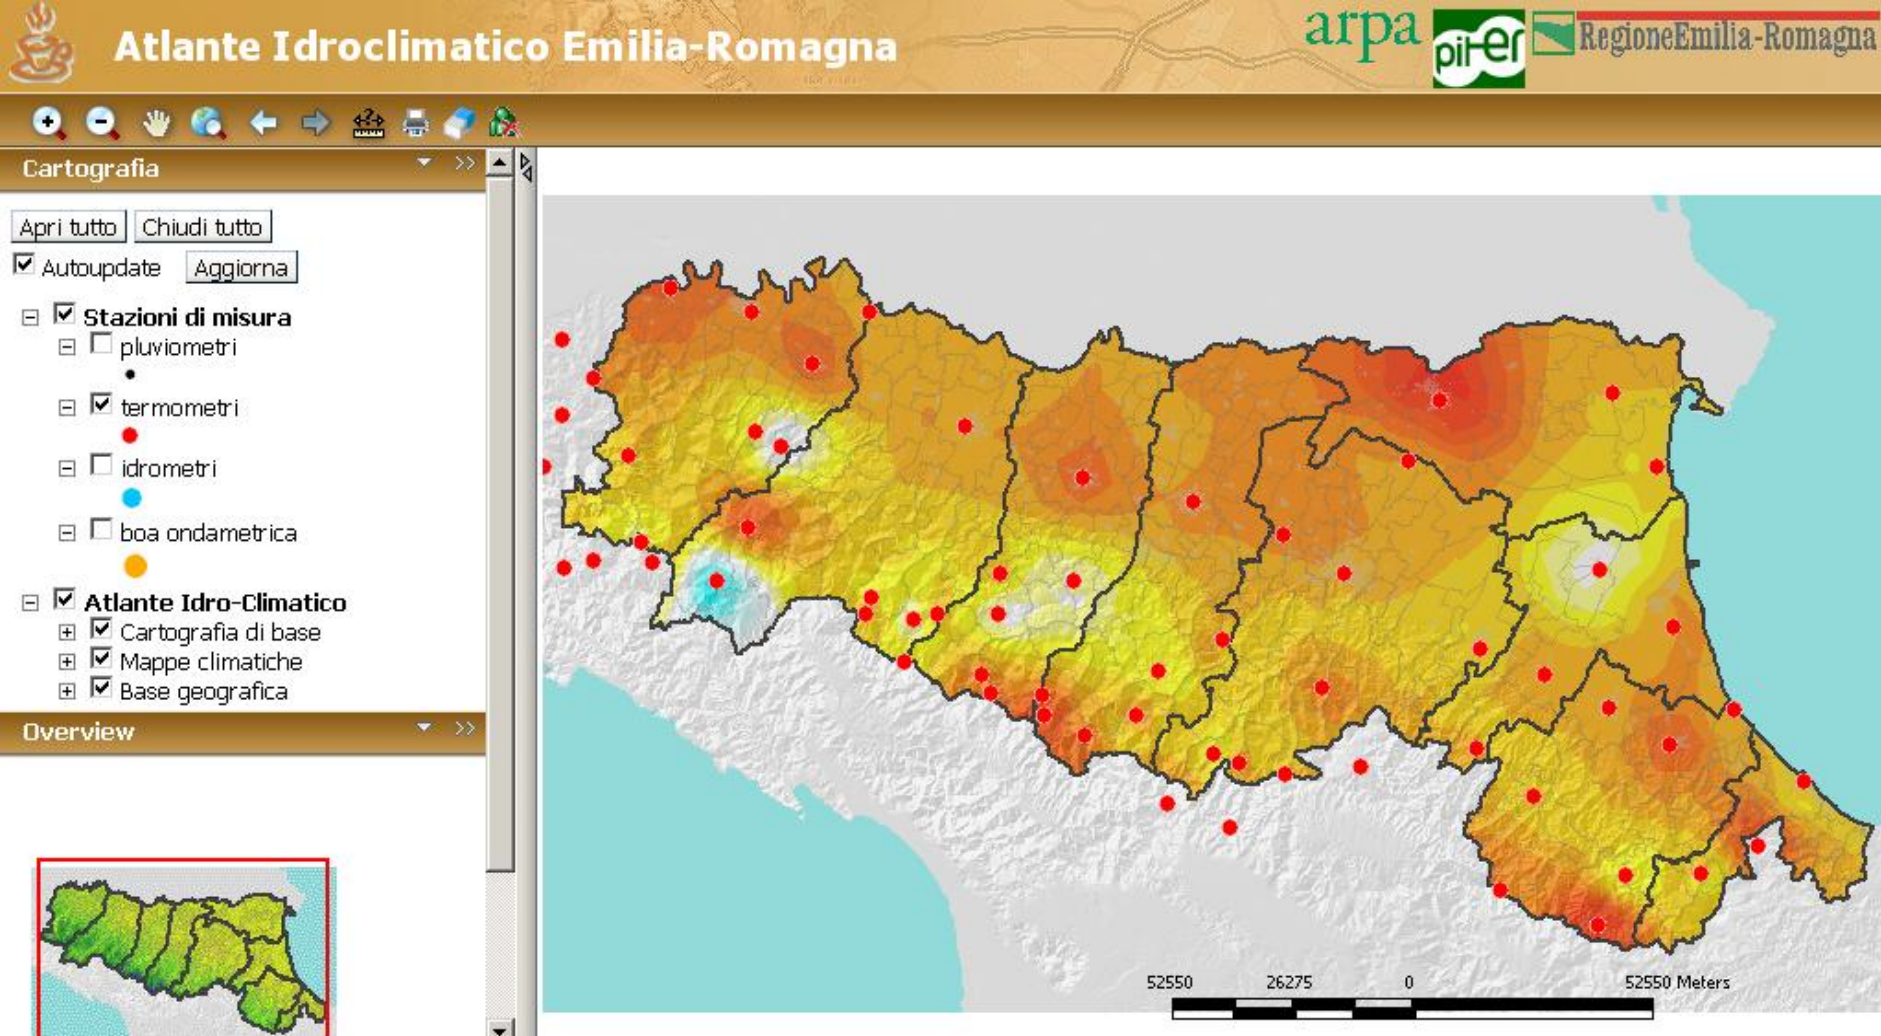 Atlante Idroclimatico Emilia-Romagna
arpa
pir-er
RegioneEmilia-Romagna
Cartografia
Apri tutto
Chiudi tutto
Autoupdate
Aggiorna
Stazioni di misura
pluviometri
termometri
idrometri
boa ondametrica
Atlante Idro-Climatico
Cartografia di base
Mappe climatiche
Base geografica
Overview
52550 26275 0 52550 Meters